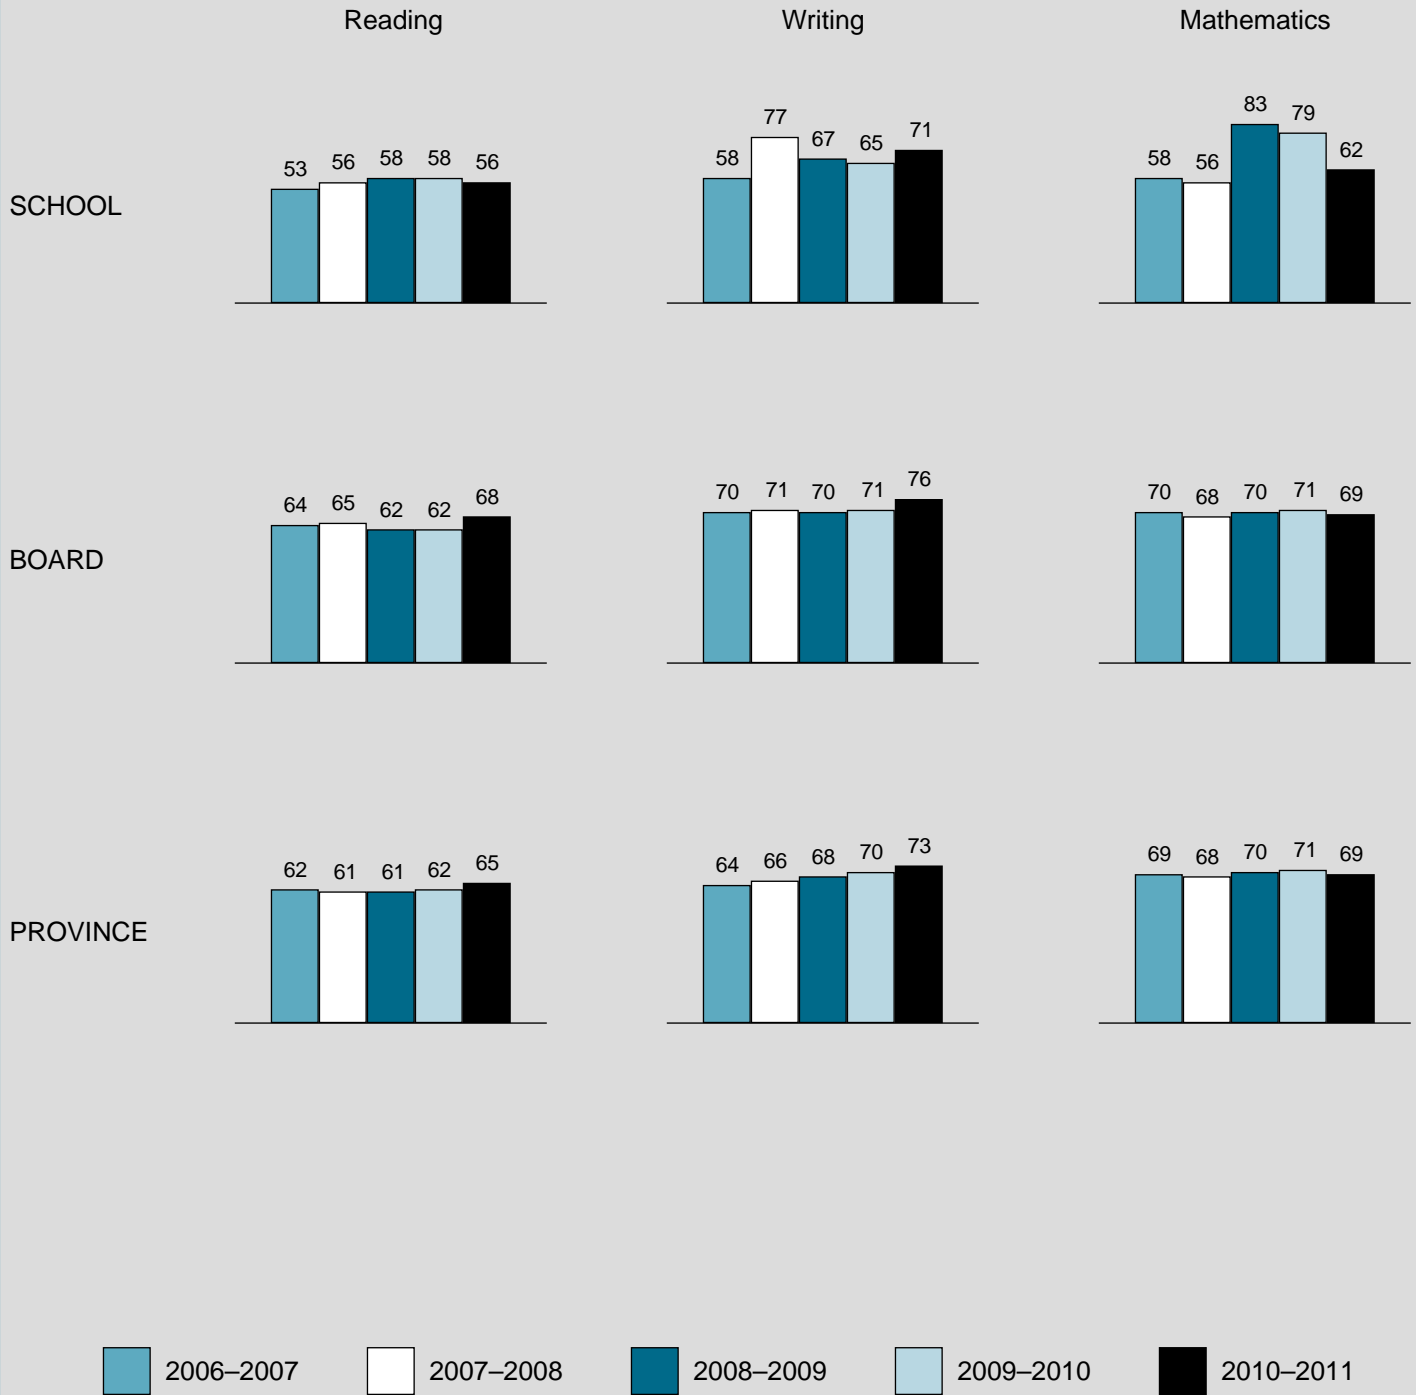 Reading Writing Mathematics
SCHOOL
53 56 58 58 56
58 77 67 65 71
58 56 83 79 62
BOARD
64 65 62 62 68
70 71 70 71 76
70 68 70 71 69
PROVINCE
62 61 61 62 65
64 66 68 70 73
69 68 70 71 69
2006–2007 2007–2008 2008–2009 2009–2010 2010–2011